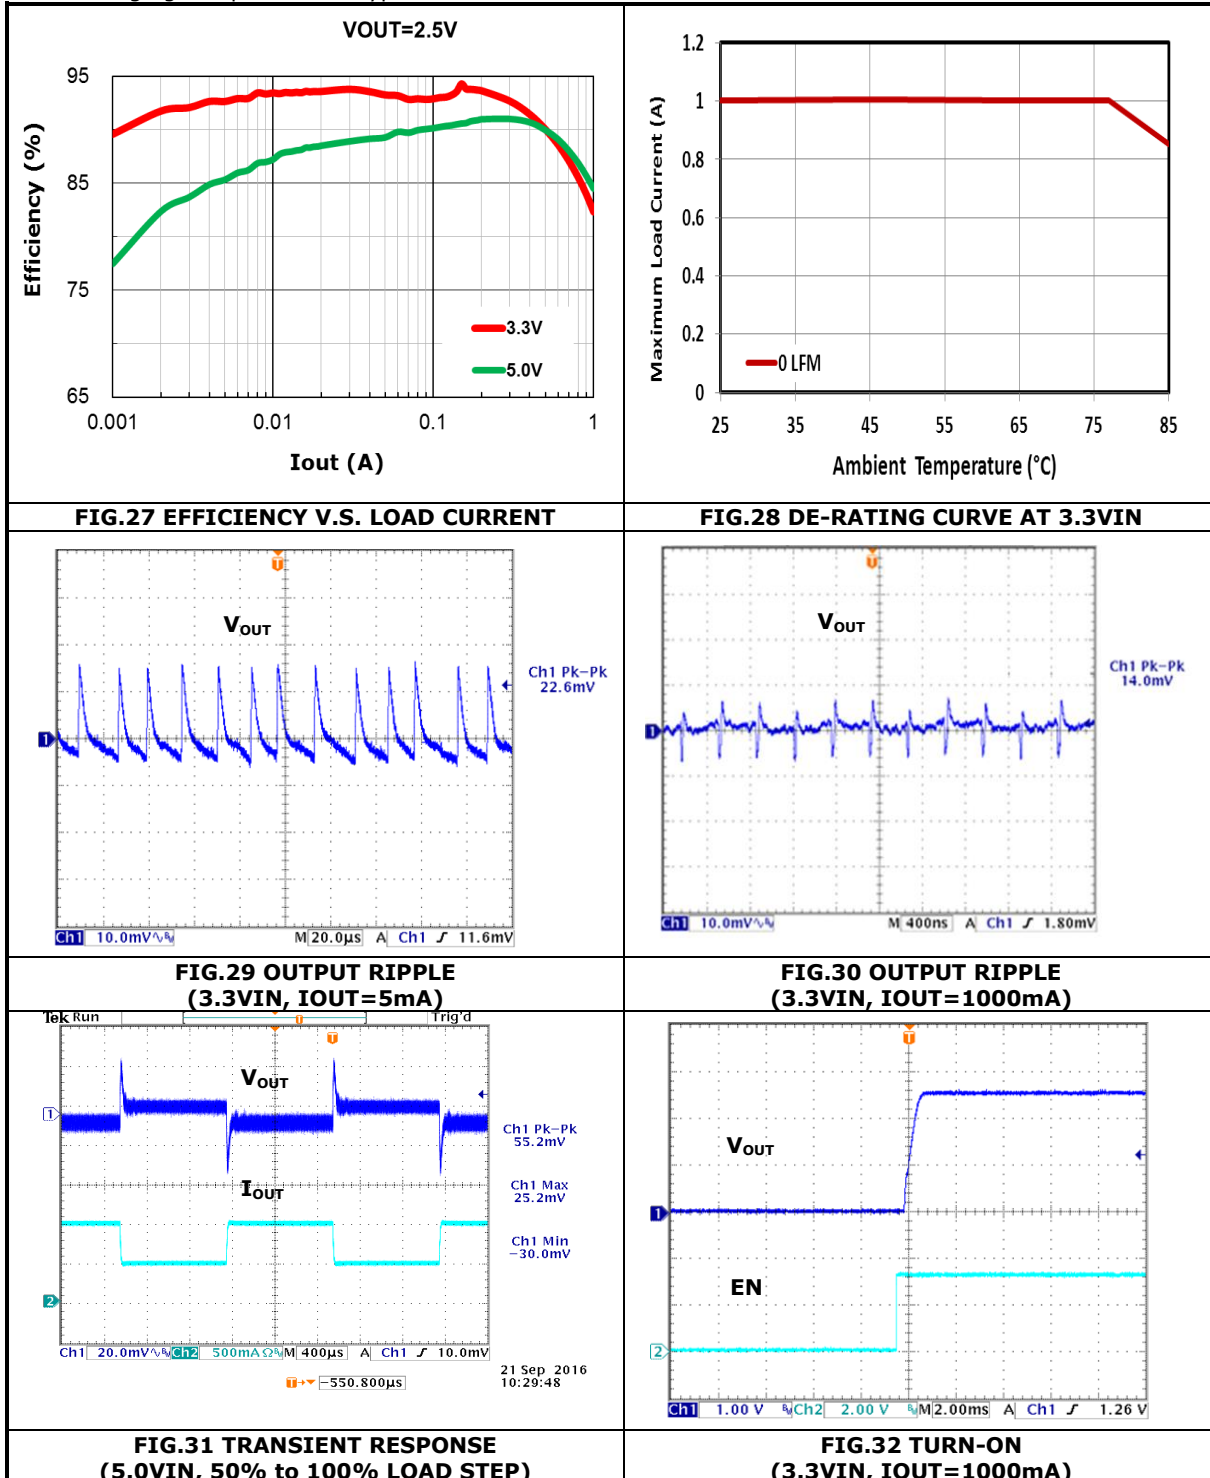 VOUT=2.5V
95
85
75
65
Efficiency (%)
0.001 0.01 0.1 1
Iout (A)
3.3V
5.0V
1.2
1
0.8
0.6
0.4
0.2
0
Maximum Load Current (A)
0 LFM
25 35 45 55 65 75 85
Ambient Temperature (°C)
FIG.27 EFFICIENCY V.S. LOAD CURRENT
FIG.28 DE-RATING CURVE AT 3.3VIN
T
VOUT
Ch1 Pk-Pk
22.6mV
1
Ch1 10.0mV M 20.0µs A Ch1 11.6mV
T
VOUT
Ch1 Pk-Pk
14.0mV
1
Ch1 10.0mV M 400ns A Ch1 1.80mV
FIG.29 OUTPUT RIPPLE
(3.3VIN, IOUT=5mA)
FIG.30 OUTPUT RIPPLE
(3.3VIN, IOUT=1000mA)
Tek Run Trig'd
T
T
VOUT
1
Ch1 Pk-Pk
55.2mV
IOUT
Ch1 Max
25.2mV
Ch1 Min
-30.0mV
2
Ch1 20.0mV Ch2 500mA Ω M 400µs A Ch1 10.0mV
21 Sep 2016
10:29:48
T -550.800µs
T
VOUT
1
EN
2
Ch1 1.00 V Ch2 2.00 V M 2.00ms A Ch1 1.26 V
FIG.31 TRANSIENT RESPONSE
(5.0VIN, 50% to 100% LOAD STEP)
FIG.32 TURN-ON
(3.3VIN, IOUT=1000mA)